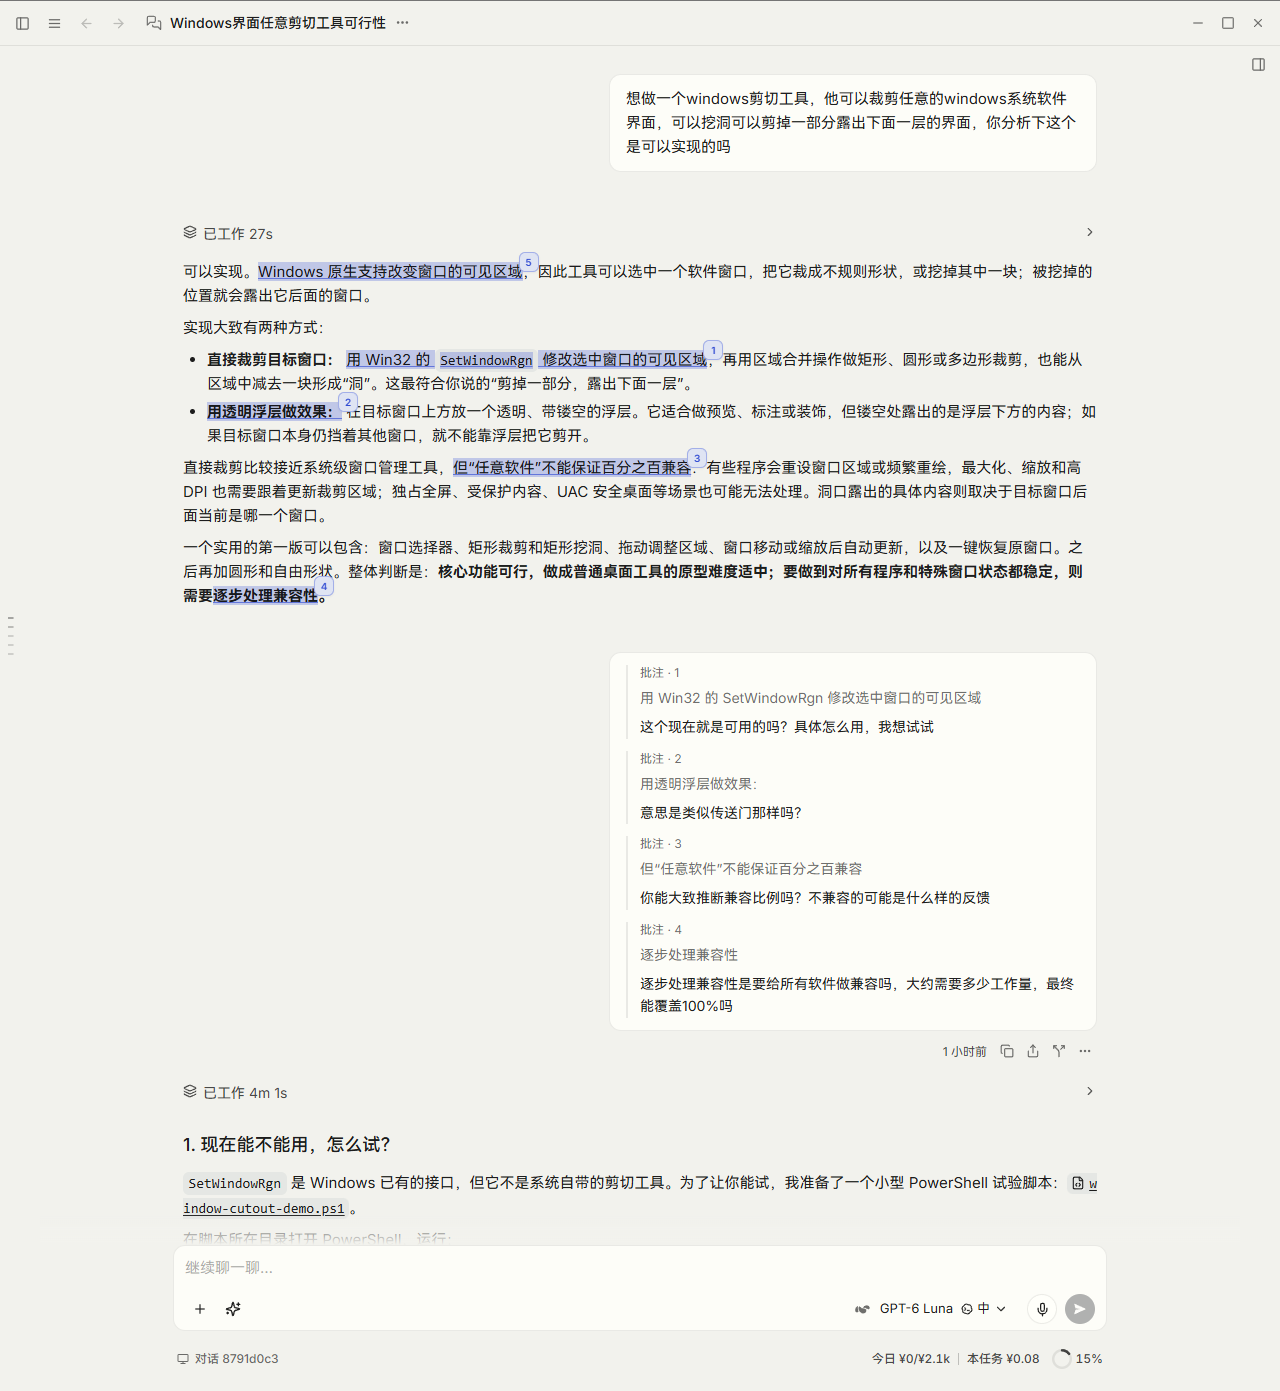 Windows界面任意剪切工具可行性
想做一个windows剪切工具，他可以裁剪任意的windows系统软件
界面，可以挖洞可以剪掉一部分露出下面一层的界面，你分析下这个
是可以实现的吗
已工作 27s
可以实现。Windows 原生支持改变窗口的可见区域，因此工具可以选中一个软件窗口，把它裁成不规则形状，或挖掉其中一块；被挖掉的
5
位置就会露出它后面的窗口。
实现大致有两种方式：
直接裁剪目标窗口： 用 Win32 的 SetWindowRgn 修改选中窗口的可见区域，再用区域合并操作做矩形、圆形或多边形裁剪，也能从
1
区域中减去一块形成“洞”。这最符合你说的“剪掉一部分，露出下面一层”。
用透明浮层做效果： 在目标窗口上方放一个透明、带镂空的浮层。它适合做预览、标注或装饰，但镂空处露出的是浮层下方的内容；如
2
果目标窗口本身仍挡着其他窗口，就不能靠浮层把它剪开。
直接裁剪比较接近系统级窗口管理工具，但“任意软件”不能保证百分之百兼容：有些程序会重设窗口区域或频繁重绘，最大化、缩放和高
3
DPI 也需要跟着更新裁剪区域；独占全屏、受保护内容、UAC 安全桌面等场景也可能无法处理。洞口露出的具体内容则取决于目标窗口后
面当前是哪一个窗口。
一个实用的第一版可以包含：窗口选择器、矩形裁剪和矩形挖洞、拖动调整区域、窗口移动或缩放后自动更新，以及一键恢复原窗口。之
后再加圆形和自由形状。整体判断是：核心功能可行，做成普通桌面工具的原型难度适中；要做到对所有程序和特殊窗口状态都稳定，则
需要逐步处理兼容性。
4
批注 · 1
用 Win32 的 SetWindowRgn 修改选中窗口的可见区域
这个现在就是可用的吗？具体怎么用，我想试试
批注 · 2
用透明浮层做效果：
意思是类似传送门那样吗？
批注 · 3
但“任意软件”不能保证百分之百兼容
你能大致推断兼容比例吗？不兼容的可能是什么样的反馈
批注 · 4
逐步处理兼容性
逐步处理兼容性是要给所有软件做兼容吗，大约需要多少工作量，最终
能覆盖100%吗
1 小时前
已工作 4m 1s
1. 现在能不能用，怎么试？
SetWindowRgn 是 Windows 已有的接口，但它不是系统自带的剪切工具。为了让你能试，我准备了一个小型 PowerShell 试验脚本： w
indow-cutout-demo.ps1 。
在脚本所在目录打开 PowerShell，运行：
继续聊一聊...
GPT-6 Luna 中
对话 8791d0c3
今日 ¥0/¥2.1k 本任务 ¥0.08 15%